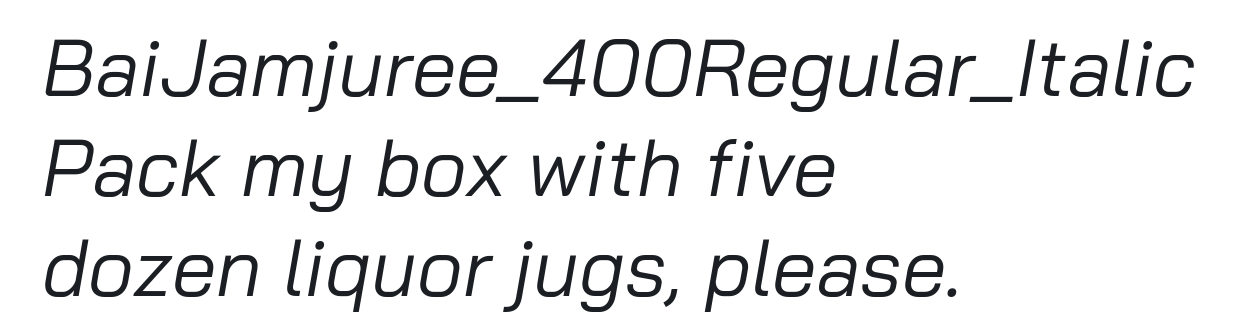 BaiJamjuree_400Regular_Italic
Pack my box with five
dozen liquor jugs, please.